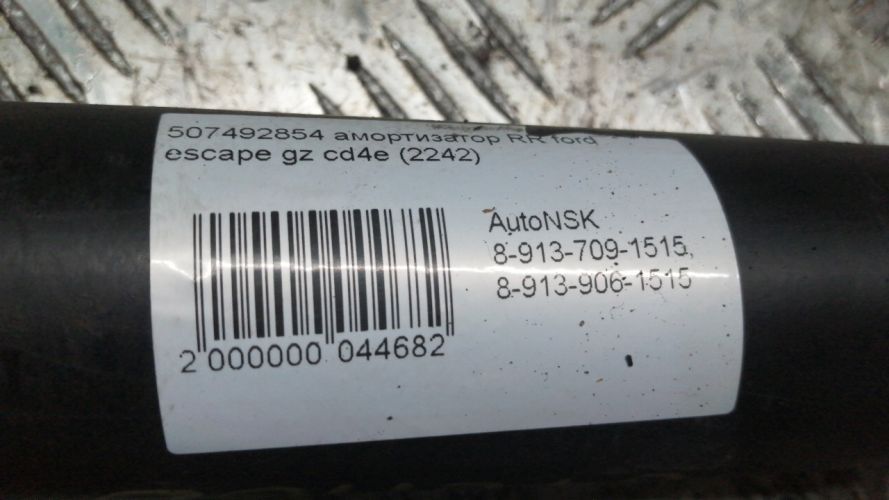 507492854 амортизатор RR ford
escape gz cd4e (2242)
AutoNSK
8-913-709-1515,
8-913-906-1515
2 000000 044682